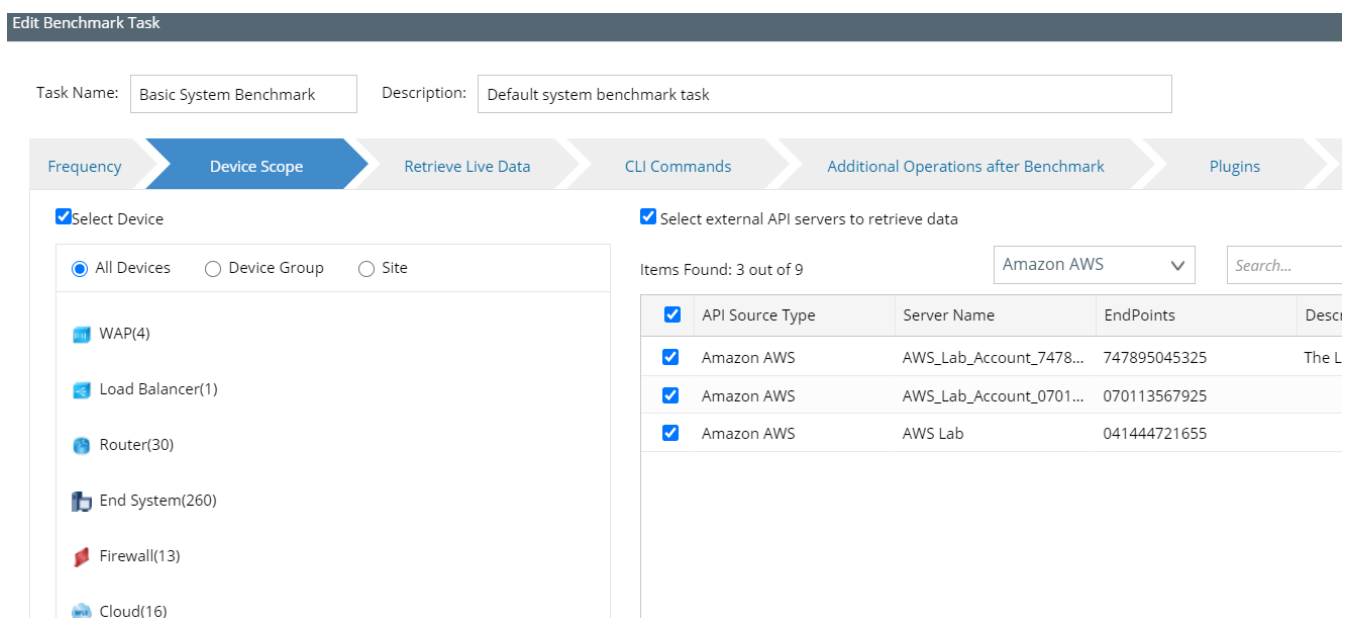 Edit Benchmark Task
Task Name: Basic System Benchmark Description: Default system benchmark task
Frequency Device Scope Retrieve Live Data CLI Commands Additional Operations after Benchmark Plugins
Select Device
All Devices Device Group Site
WAP(4)
Load Balancer(1)
Router(30)
End System(260)
Firewall(13)
Cloud(16)
Select external API servers to retrieve data
Items Found: 3 out of 9 Amazon AWS Search...
API Source Type Server Name EndPoints Descr
Amazon AWS AWS_Lab_Account_7478... 747895045325 The L
Amazon AWS AWS_Lab_Account_0701... 070113567925
Amazon AWS AWS Lab 041444721655